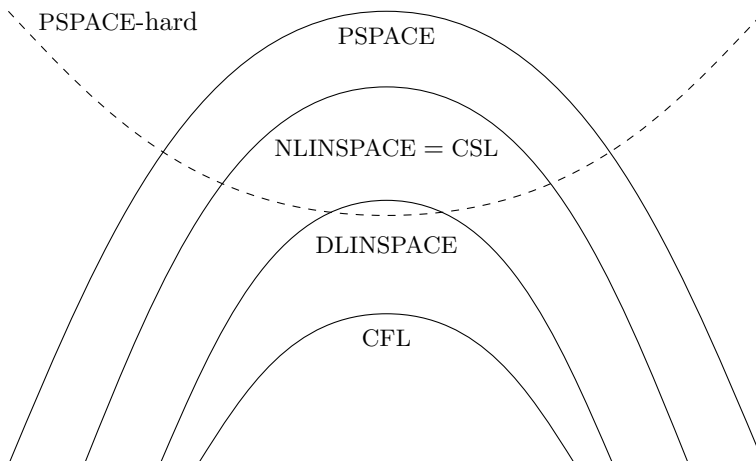 PSPACE-hard
PSPACE
NLINSPACE = CSL
DLINSPACE
CFL